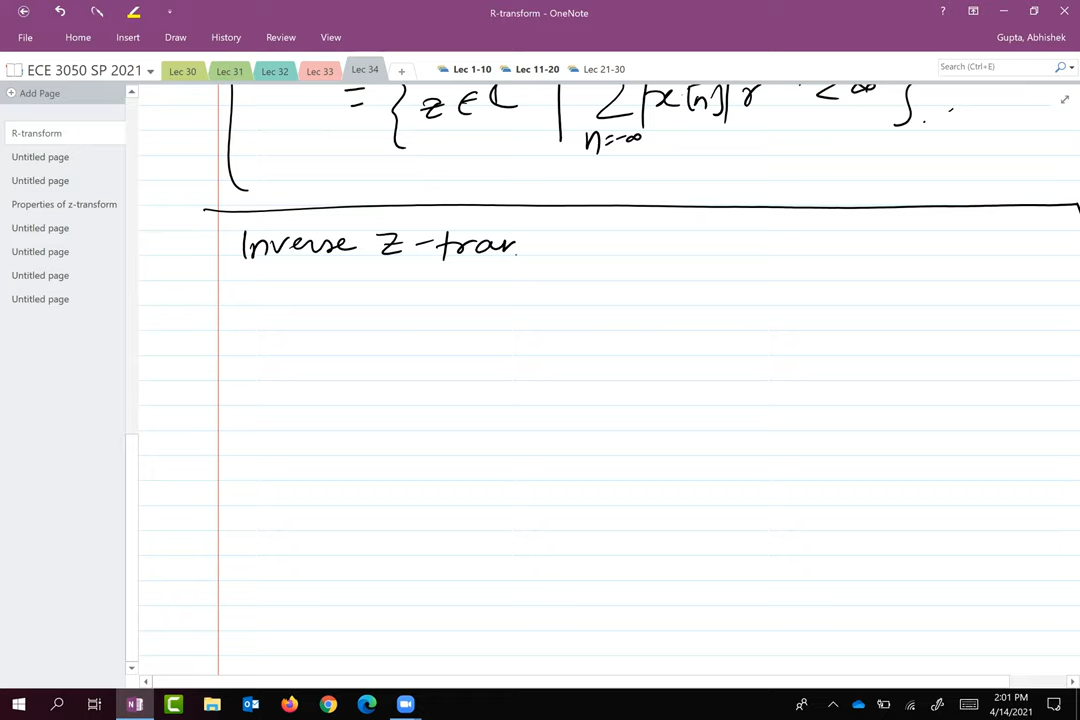 R-transform - OneNote
?
File Home Insert Draw History Review View
Gupta, Abhishek
ECE 3050 SP 2021
Lec 30
Lec 31
Lec 32
Lec 33
Lec 34
Lec 1-10
Lec 11-20
Lec 21-30
Search (Ctrl+E)
Add Page
R-transform
Untitled page
Untitled page
Properties of z-transform
Untitled page
Untitled page
Untitled page
Untitled page
= { z ∈ ℂ | ∑ |x[n]| r < ∞ } .
n=-∞
Inverse z-tran
2:01 PM
4/14/2021